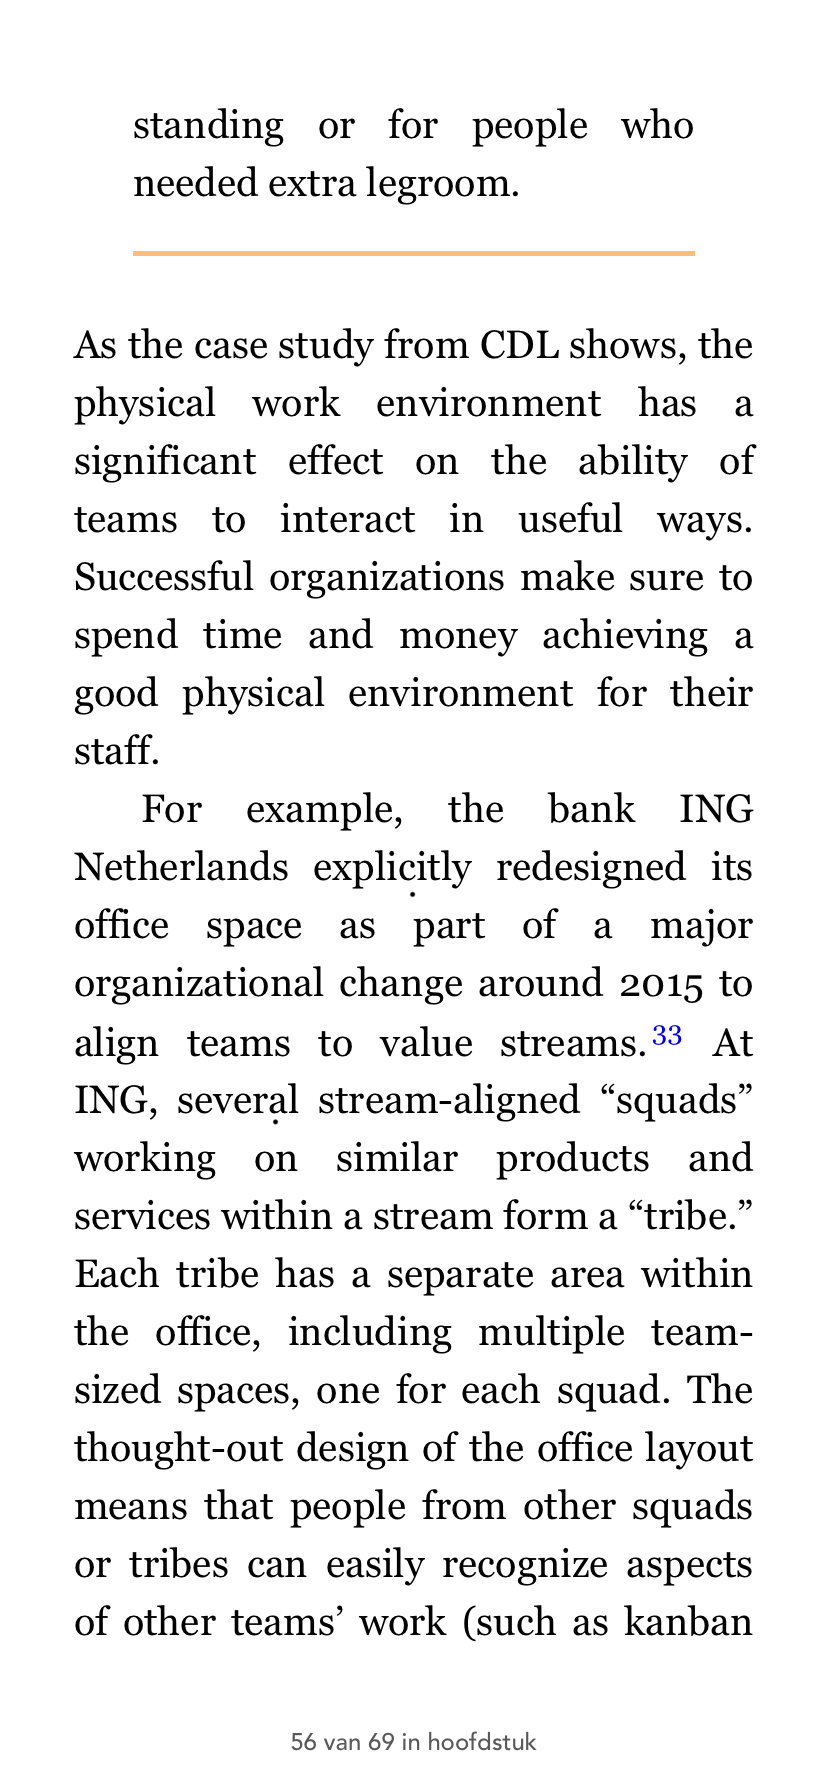 standing or for people who
needed extra legroom.
As the case study from CDL shows, the
physical work environment has a
significant effect on the ability of
teams to interact in useful ways.
Successful organizations make sure to
spend time and money achieving a
good physical environment for their
staff.
For example, the bank ING
Netherlands explicitly redesigned its
office space as part of a major
organizational change around 2015 to
align teams to value streams.33 At
ING, several stream-aligned “squads”
working on similar products and
services within a stream form a “tribe.”
Each tribe has a separate area within
the office, including multiple team-
sized spaces, one for each squad. The
thought-out design of the office layout
means that people from other squads
or tribes can easily recognize aspects
of other teams’ work (such as kanban
56 van 69 in hoofdstuk